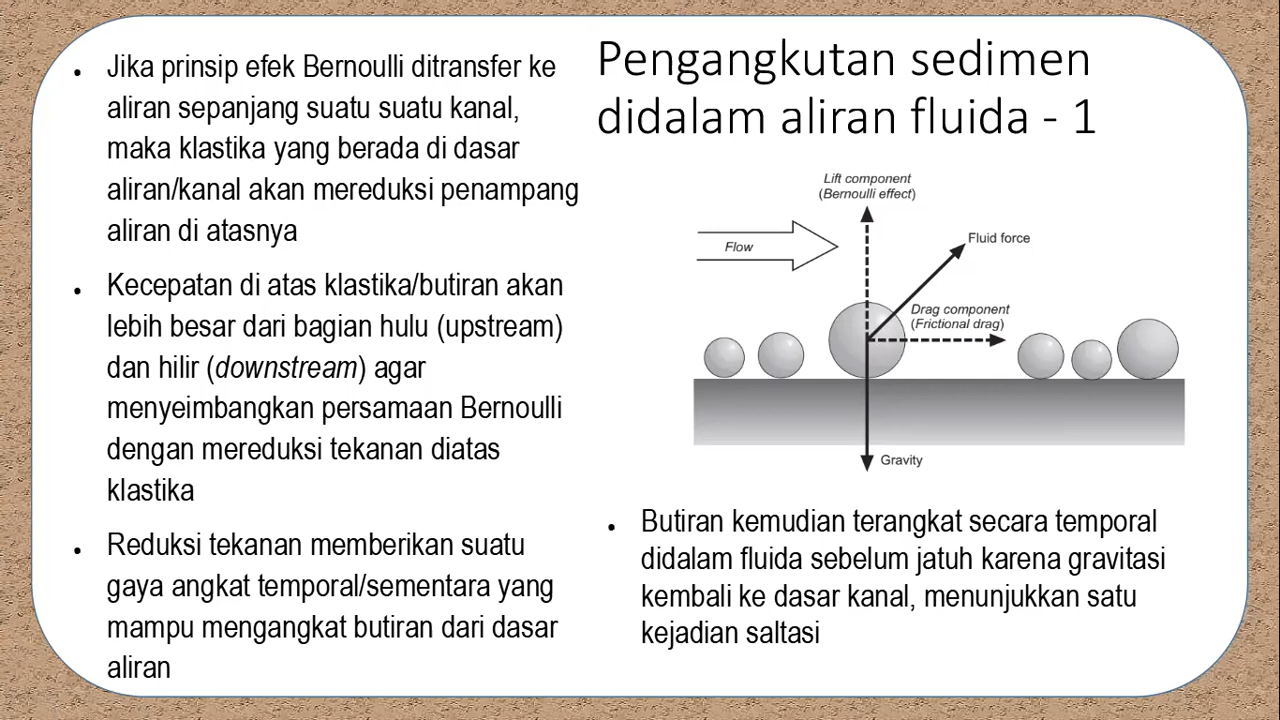 Pengangkutan sedimen
didalam aliran fluida - 1
• Jika prinsip efek Bernoulli ditransfer ke
aliran sepanjang suatu suatu kanal,
maka klastika yang berada di dasar
aliran/kanal akan mereduksi penampang
aliran di atasnya
• Kecepatan di atas klastika/butiran akan
lebih besar dari bagian hulu (upstream)
dan hilir (downstream) agar
menyeimbangkan persamaan Bernoulli
dengan mereduksi tekanan diatas
klastika
• Reduksi tekanan memberikan suatu
gaya angkat temporal/sementara yang
mampu mengangkat butiran dari dasar
aliran
Lift component
(Bernoulli effect)
Flow
Fluid force
Drag component
(Frictional drag)
Gravity
• Butiran kemudian terangkat secara temporal
didalam fluida sebelum jatuh karena gravitasi
kembali ke dasar kanal, menunjukkan satu
kejadian saltasi